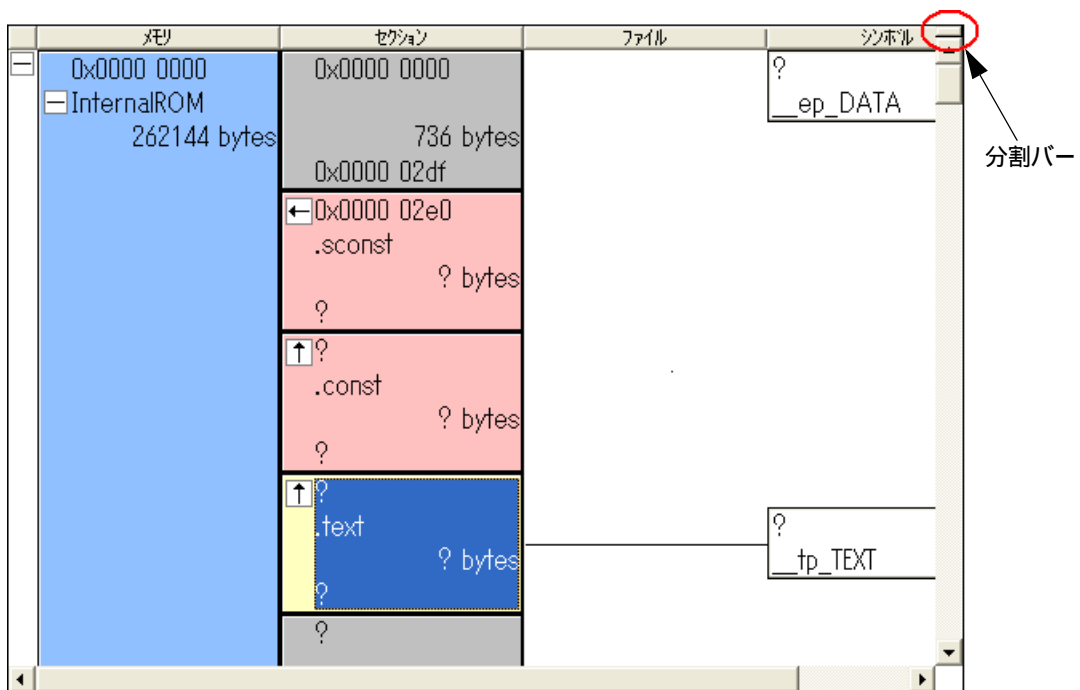 メモリ
セクション
ファイル
シンボル
0x0000 0000
InternalROM
262144 bytes
0x0000 0000
736 bytes
0x0000 02df
0x0000 02e0
.sconst
? bytes
?
?
.const
? bytes
?
?
.text
? bytes
?
?
?
__ep_DATA
?
__tp_TEXT
分割バー